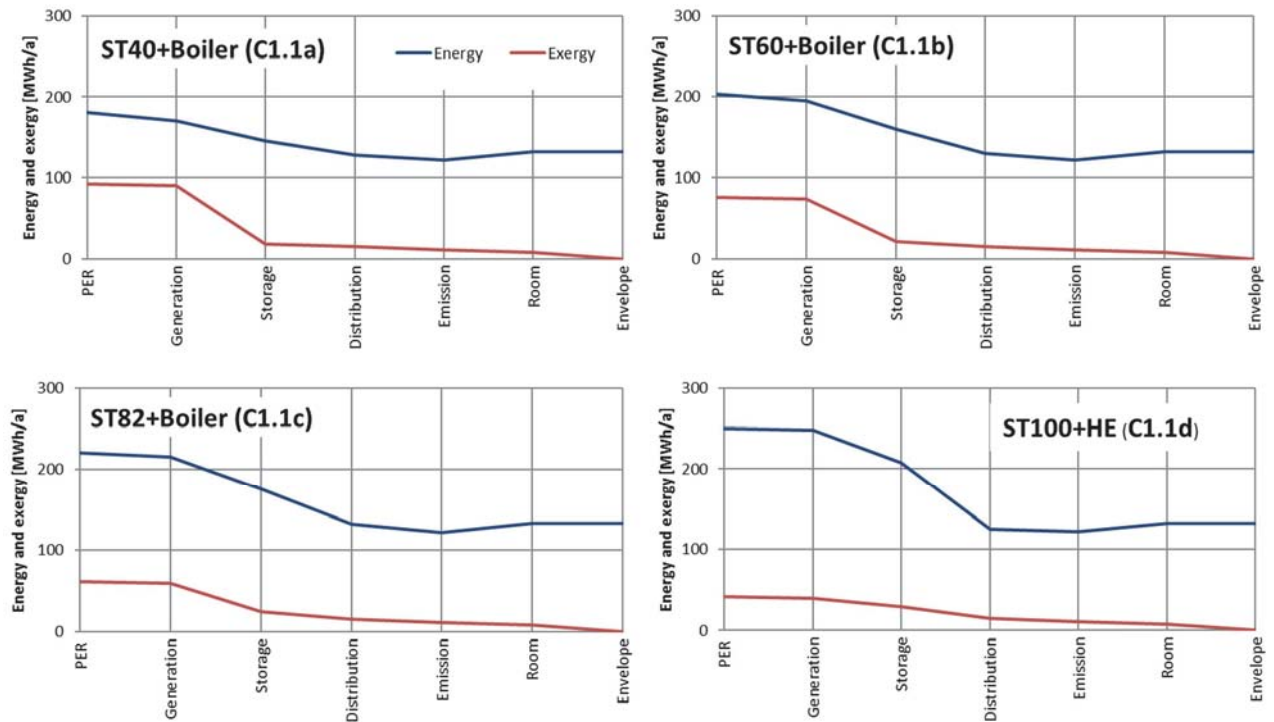 Energy and exergy [MWh/a]
300
200
100
0
ST40+Boiler (C1.1a)
Energy
Exergy
PER
Generation
Storage
Distribution
Emission
Room
Envelope
Energy and exergy [MWh/a]
300
200
100
0
ST60+Boiler (C1.1b)
PER
Generation
Storage
Distribution
Emission
Room
Envelope
Energy and exergy [MWh/a]
300
200
100
0
ST82+Boiler (C1.1c)
PER
Generation
Storage
Distribution
Emission
Room
Envelope
Energy and exergy [MWh/a]
300
200
100
0
ST100+HE (C1.1d)
PER
Generation
Storage
Distribution
Emission
Room
Envelope